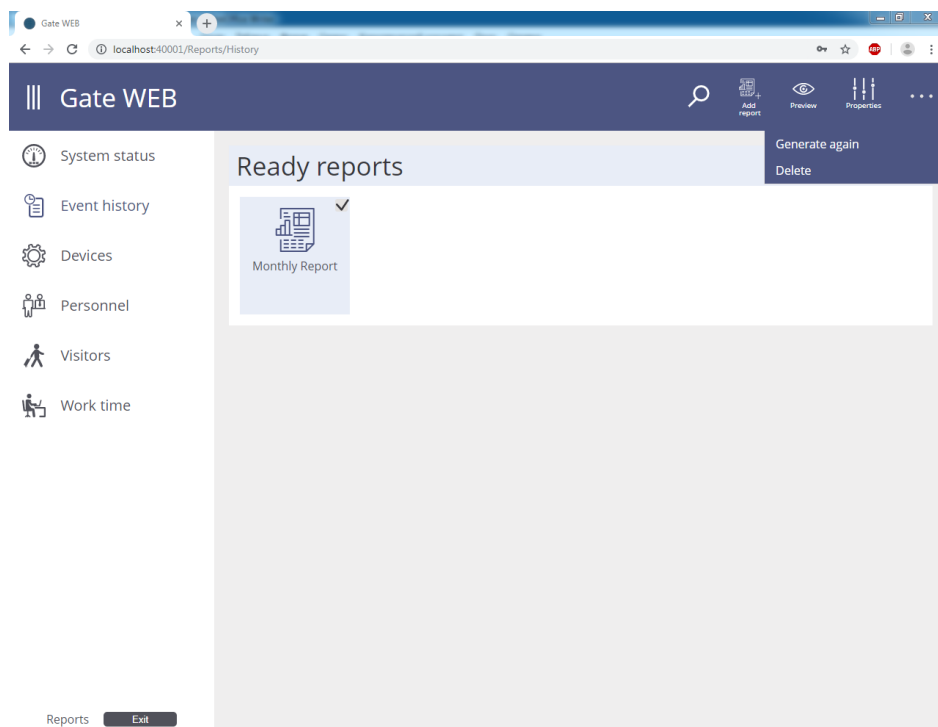 Gate WEB
localhost:40001/Reports/History
ABP
Gate WEB
Add
report
Preview
Properties
Generate again
Delete
System status
Event history
Devices
Personnel
Visitors
Work time
Ready reports
Monthly Report
Reports
Exit